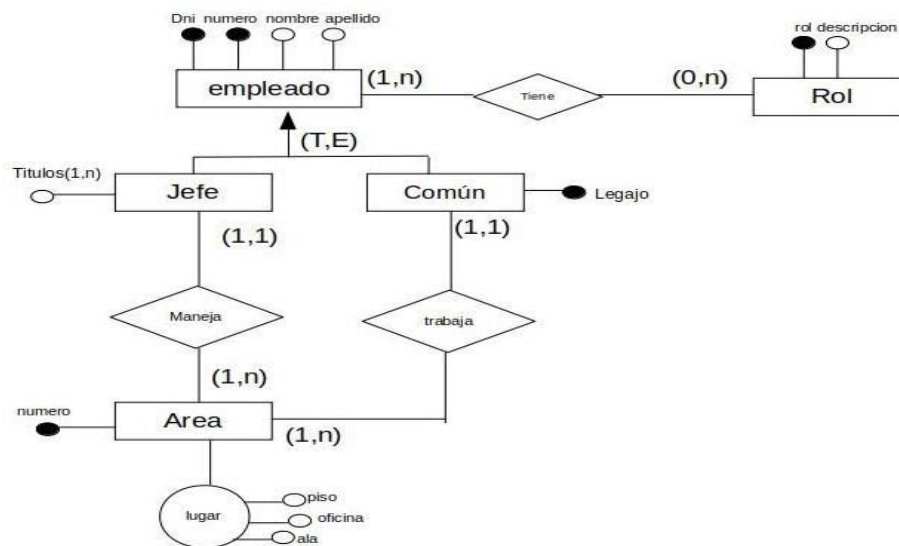 Dni numero nombre apellido
rol descripcion
empleado
(1,n)
Tiene
(0,n)
Rol
(T,E)
Titulos(1,n)
Jefe
Común
Legajo
(1,1)
(1,1)
Maneja
trabaja
(1,n)
numero
Area
(1,n)
lugar
piso
oficina
ala